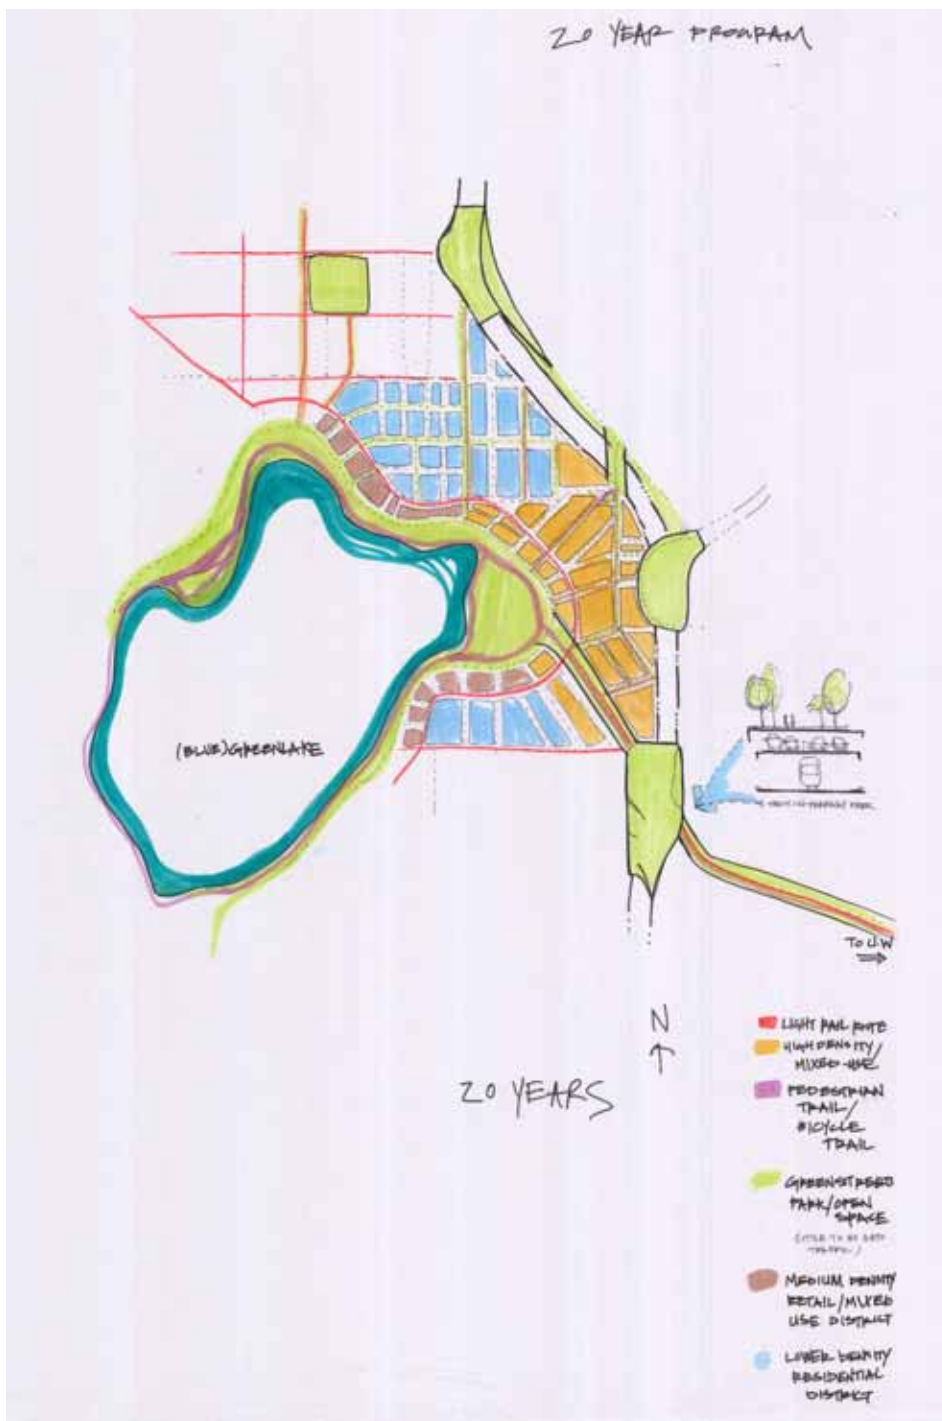 20 YEAR PROGRAM
(BLUE) GREENLAKE
TO U.W
N
20 YEARS
LIGHT RAIL ROUTE
HIGH DENSITY/
MIXED-USE
PEDESTRIAN
TRAIL/
BICYCLE
TRAIL
GREENSTREETS
PARK/OPEN
SPACE
MEDIUM DENSITY
RETAIL/MIXED
USE DISTRICT
LOWER DENSITY
RESIDENTIAL
DISTRICT